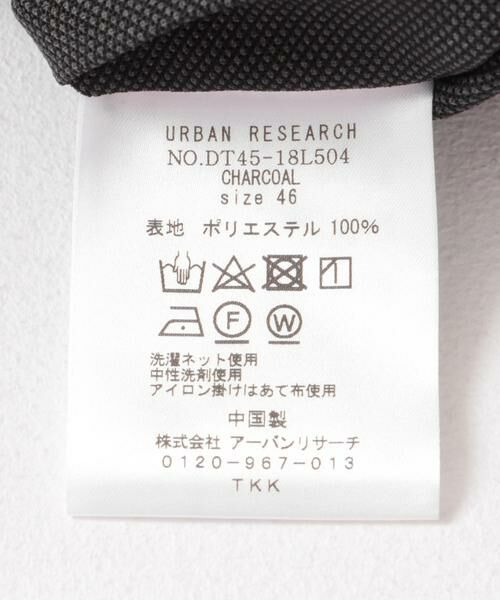 URBAN RESEARCH
NO.DT45-18L504
CHARCOAL
size 46
表地 ポリエステル 100%
F W
洗濯ネット使用
中性洗剤使用
アイロン掛けはあて布使用
中国製
株式会社 アーバンリサーチ
0120-967-013
TKK